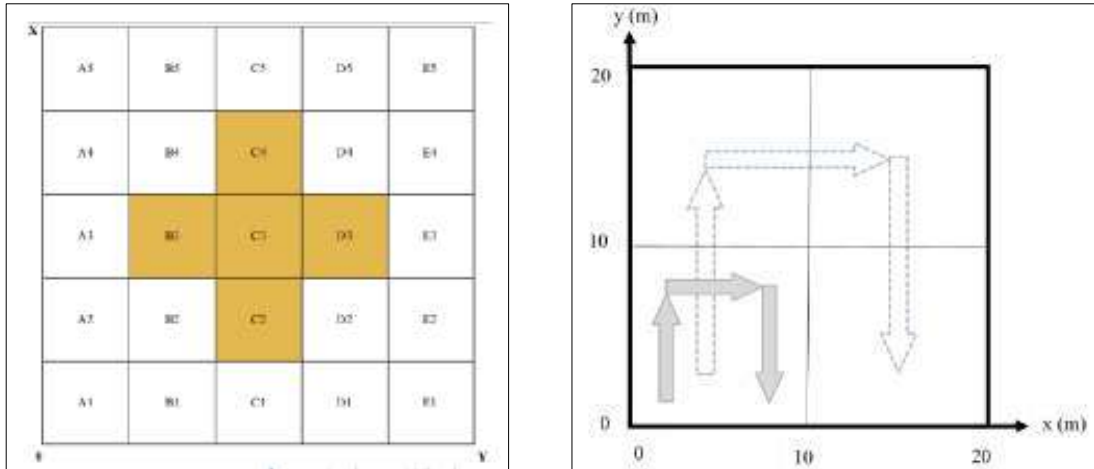 X
A5 B5 C5 D5 E5
A4 B4 C4 D4 E4
A3 B3 C3 D3 E3
A2 B2 C2 D2 E2
A1 B1 C1 D1 E1
Y
y (m)
20
10
0
0 10 20
x (m)